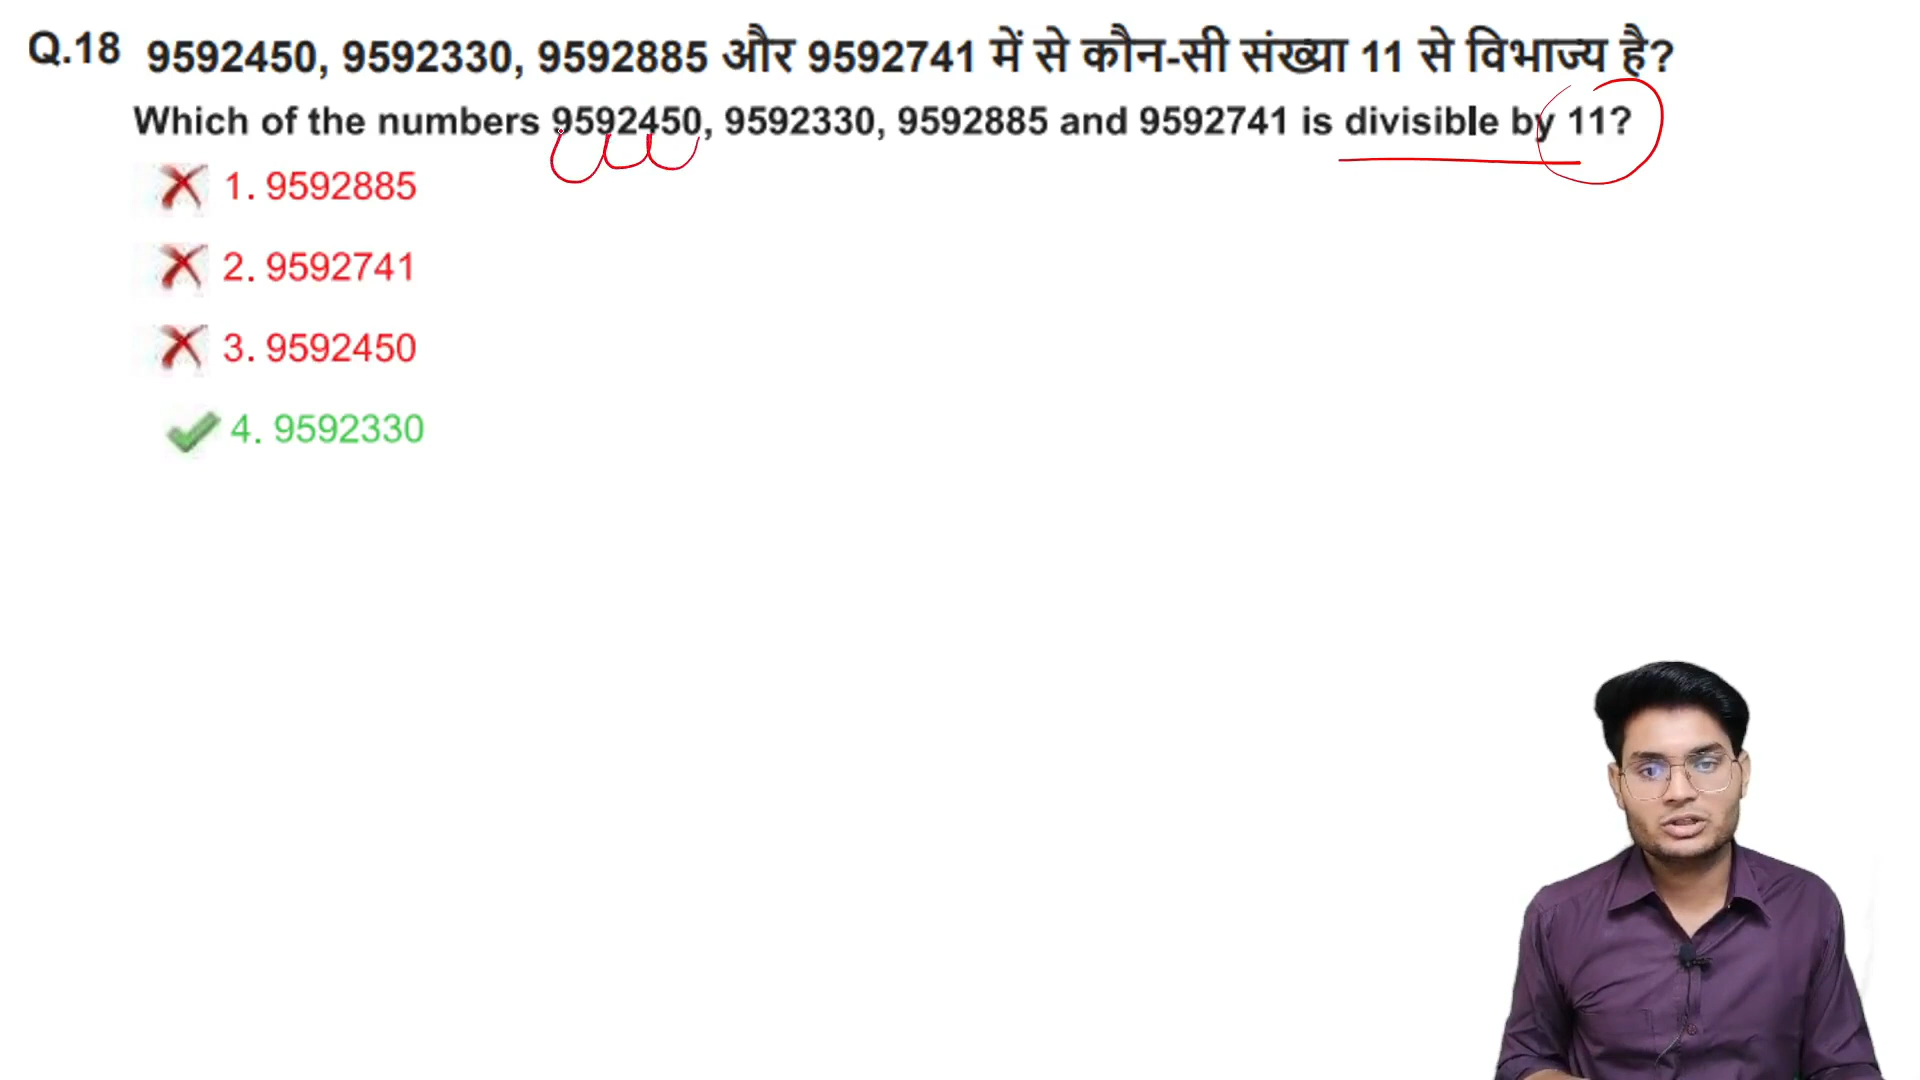 Q.18 9592450, 9592330, 9592885 और 9592741 में से कौन-सी संख्या 11 से विभाज्य है?
Which of the numbers 9592450, 9592330, 9592885 and 9592741 is divisible by 11?
1. 9592885
2. 9592741
3. 9592450
4. 9592330